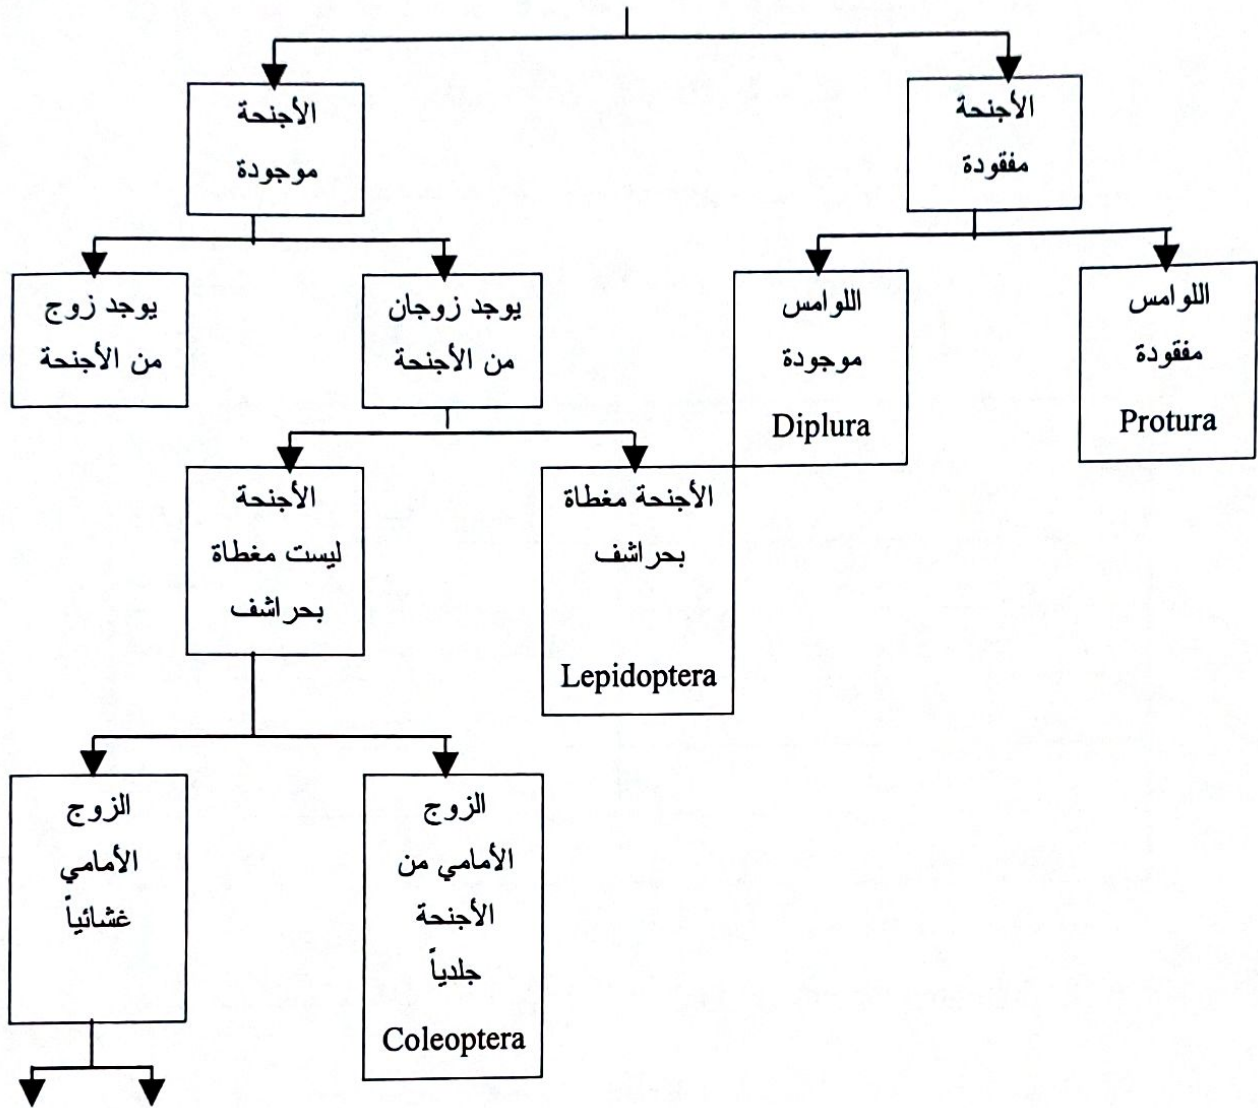 الأجنحة
مفقودة
الأجنحة
موجودة
اللوامس
مفقودة
Protura
اللوامس
موجودة
Diplura
يوجد زوجان
من الأجنحة
يوجد زوج
من الأجنحة
الأجنحة مغطاة
بحراشف
Lepidoptera
الأجنحة
ليست مغطاة
بحراشف
الزوج
الأمامي من
الأجنحة
جلدياً
Coleoptera
الزوج
الأمامي
غشائياً